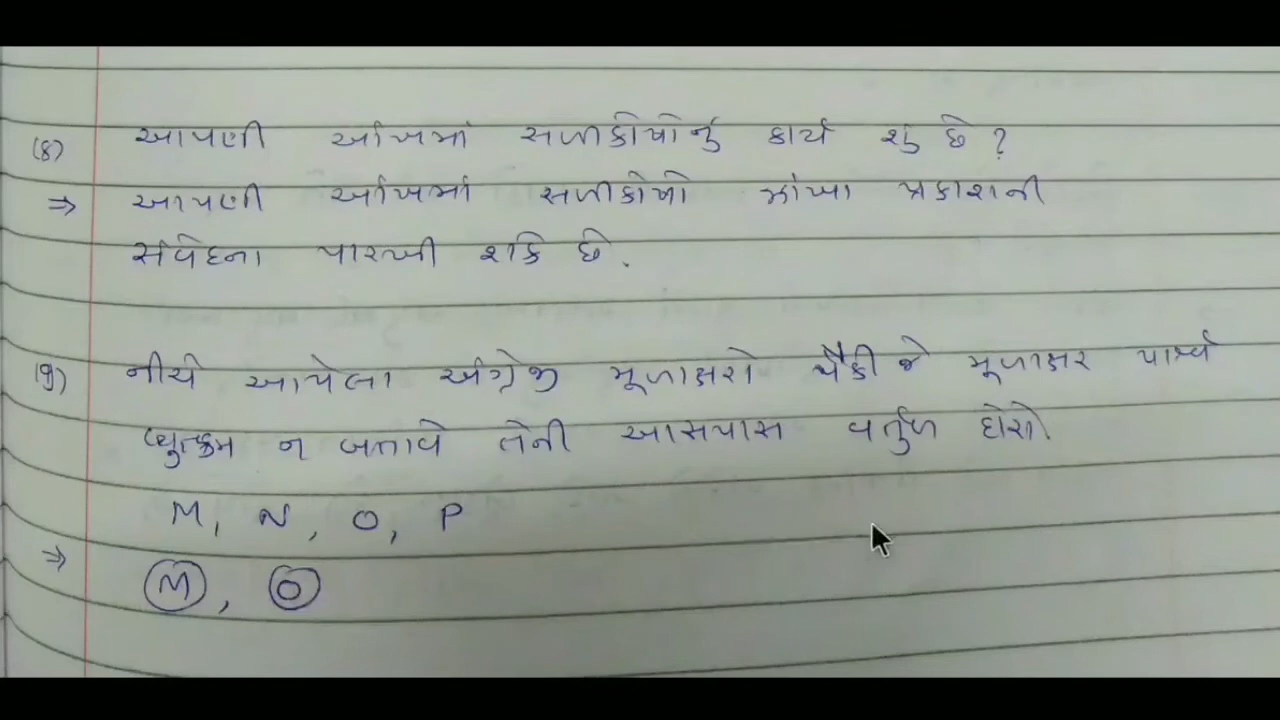 (8) આપણી આંખમાં સળીકોષોનું કાર્ય શું છે?
⇒ આપણી આંખમાં સળીકોષો ઝાંખા પ્રકાશની
સંવેદના પારખી શકે છે.
(9) નીચે આપેલા અંગ્રેજી મૂળાક્ષરો પૈકી જે મૂળાક્ષર પાર્શ્વ
વ્યુત્ક્રમ ન બતાવે તેની આસપાસ વર્તુળ દોરો.
M, N, O, P
⇒ M, O